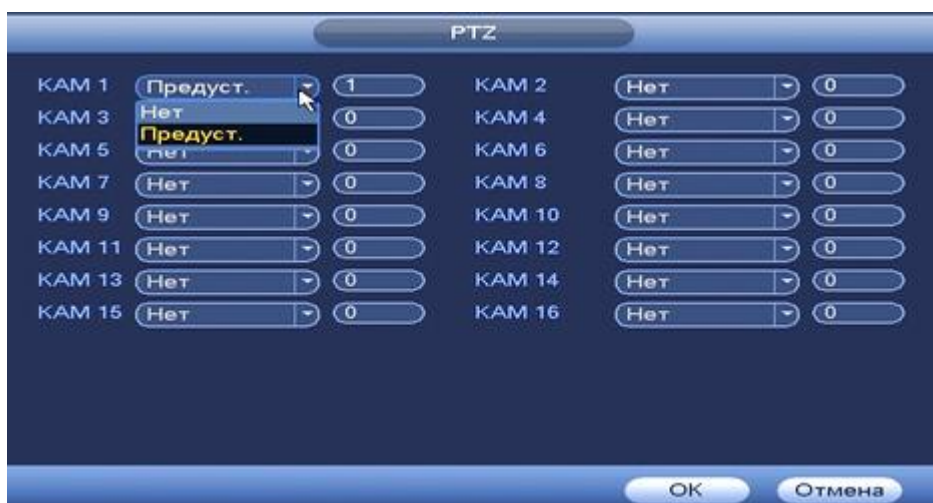 PTZ
КАМ 1 Предуст. 1 КАМ 2 Нет 0
Нет
Предуст.
КАМ 3 0 КАМ 4 Нет 0
КАМ 5 Нет 0 КАМ 6 Нет 0
КАМ 7 Нет 0 КАМ 8 Нет 0
КАМ 9 Нет 0 КАМ 10 Нет 0
КАМ 11 Нет 0 КАМ 12 Нет 0
КАМ 13 Нет 0 КАМ 14 Нет 0
КАМ 15 Нет 0 КАМ 16 Нет 0
OK Отмена